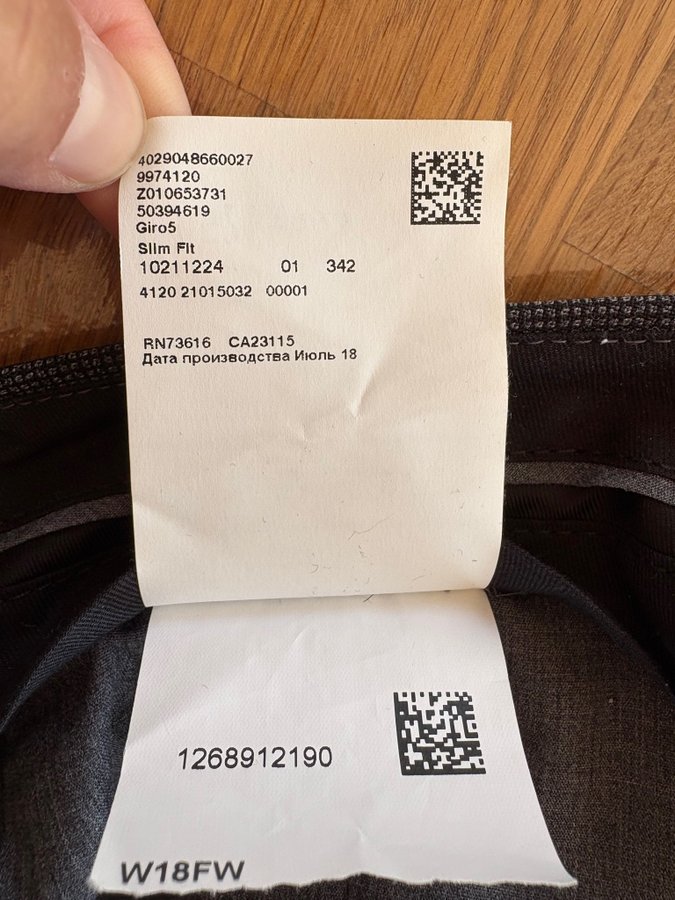 4029048660027
9974120
Z010653731
50394619
Giro5
Slim Fit
10211224 01 342
4120 21015032 00001
RN73616 CA23115
Дата производства Июль 18
1268912190
W18FW